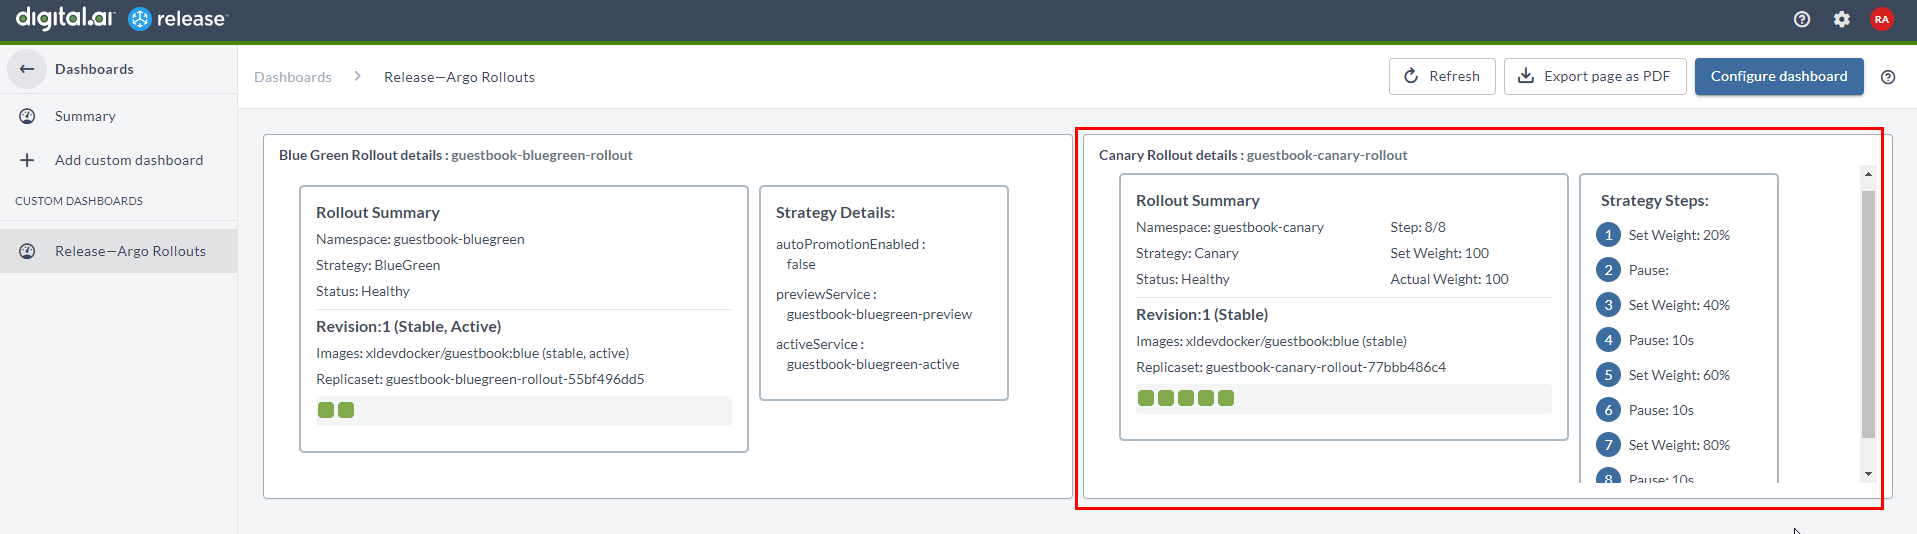 digital.ai release
RA
Dashboards
Summary
Add custom dashboard
CUSTOM DASHBOARDS
Release—Argo Rollouts
Dashboards > Release—Argo Rollouts
Refresh
Export page as PDF
Configure dashboard
Blue Green Rollout details : guestbook-bluegreen-rollout
Rollout Summary
Namespace: guestbook-bluegreen
Strategy: BlueGreen
Status: Healthy
Revision:1 (Stable, Active)
Images: xldevdocker/guestbook:blue (stable, active)
Replicaset: guestbook-bluegreen-rollout-55bf496dd5
Strategy Details:
autoPromotionEnabled :
false
previewService :
guestbook-bluegreen-preview
activeService :
guestbook-bluegreen-active
Canary Rollout details : guestbook-canary-rollout
Rollout Summary
Namespace: guestbook-canary
Step: 8/8
Strategy: Canary
Set Weight: 100
Status: Healthy
Actual Weight: 100
Revision:1 (Stable)
Images: xldevdocker/guestbook:blue (stable)
Replicaset: guestbook-canary-rollout-77bbb486c4
Strategy Steps:
1 Set Weight: 20%
2 Pause:
3 Set Weight: 40%
4 Pause: 10s
5 Set Weight: 60%
6 Pause: 10s
7 Set Weight: 80%
8 Pause: 10s